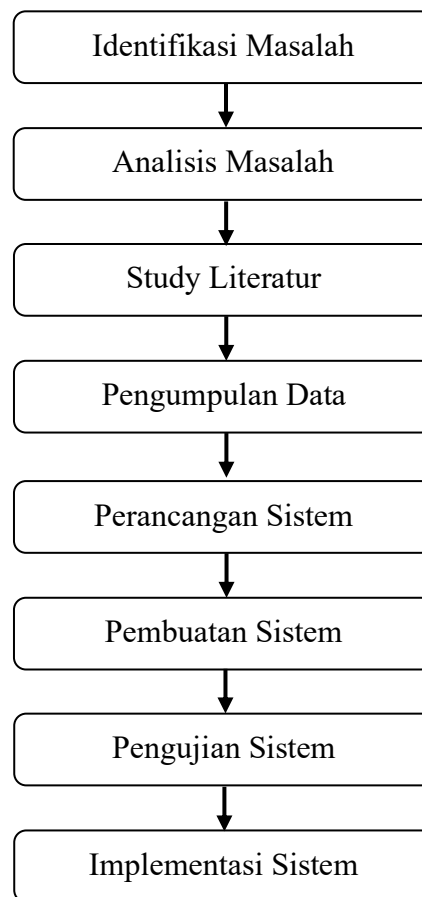 Identifikasi Masalah
Analisis Masalah
Study Literatur
Pengumpulan Data
Perancangan Sistem
Pembuatan Sistem
Pengujian Sistem
Implementasi Sistem